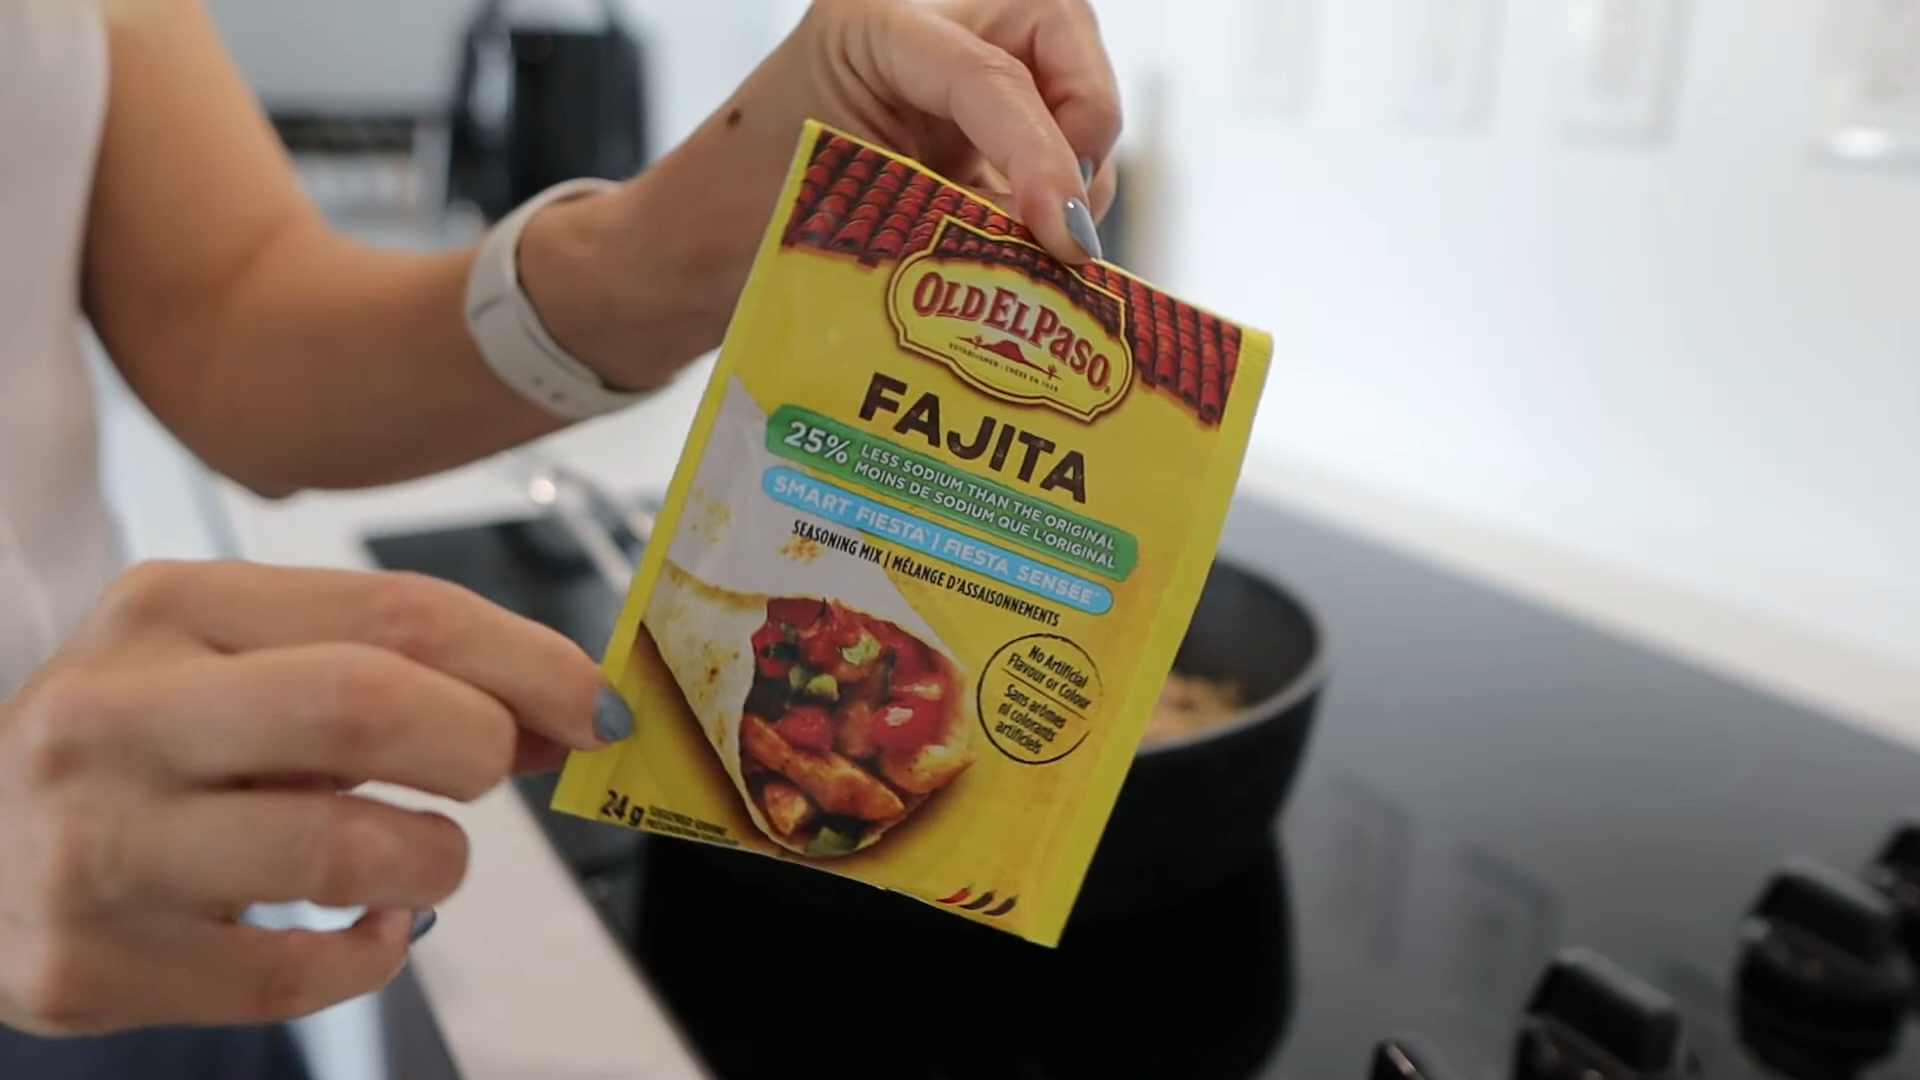 OLD EL PASO
FAJITA
25%
LESS SODIUM THAN THE ORIGINAL
MOINS DE SODIUM QUE L'ORIGINAL
SMART FIESTA | FIESTA SENSÉE
SEASONING MIX | MÉLANGE D'ASSAISONNEMENTS
No Artificial
Flavour or Colour
Sans arômes
ni colorants
artificiels
24 g